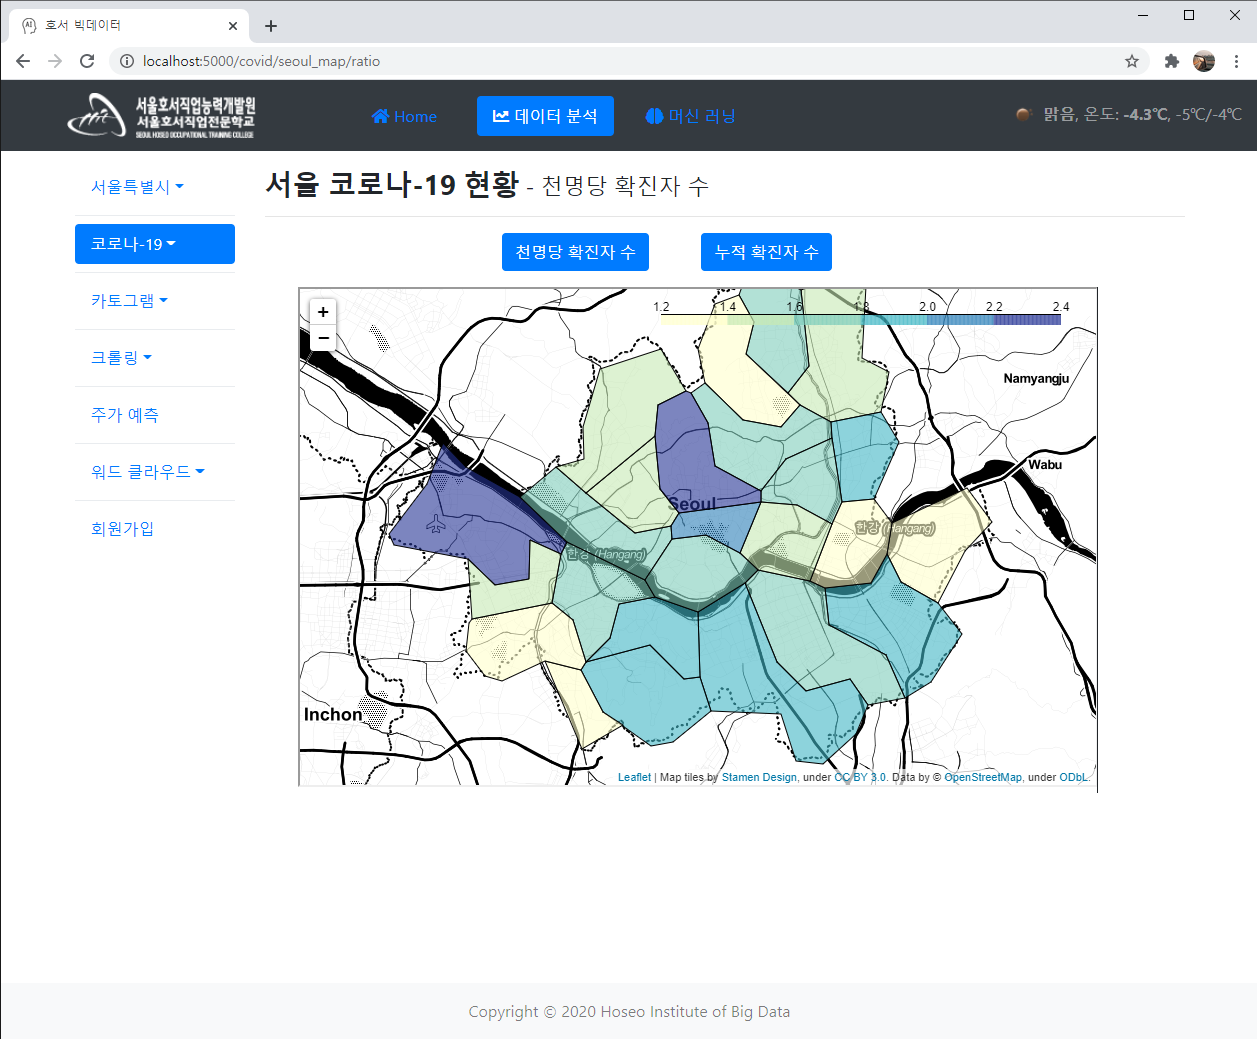 호서 빅데이터
localhost:5000/covid/seoul_map/ratio
서울호서직업능력개발원
서울호서직업전문학교
SEOUL HOSEO OCCUPATIONAL TRAINING COLLEGE
Home
데이터 분석
머신 러닝
맑음, 온도: -4.3℃, -5℃/-4℃
서울특별시
코로나-19
카토그램
크롤링
주가 예측
워드 클라우드
회원가입
서울 코로나-19 현황 - 천명당 확진자 수
천명당 확진자 수
누적 확진자 수
+
−
1.2 1.4 1.6 1.8 2.0 2.2 2.4
Namyangju
Wabu
Seoul
한강 (Hangang)
한강 (Hangang)
Inchon
Leaflet | Map tiles by Stamen Design, under CC BY 3.0. Data by © OpenStreetMap, under ODbL.
Copyright © 2020 Hoseo Institute of Big Data